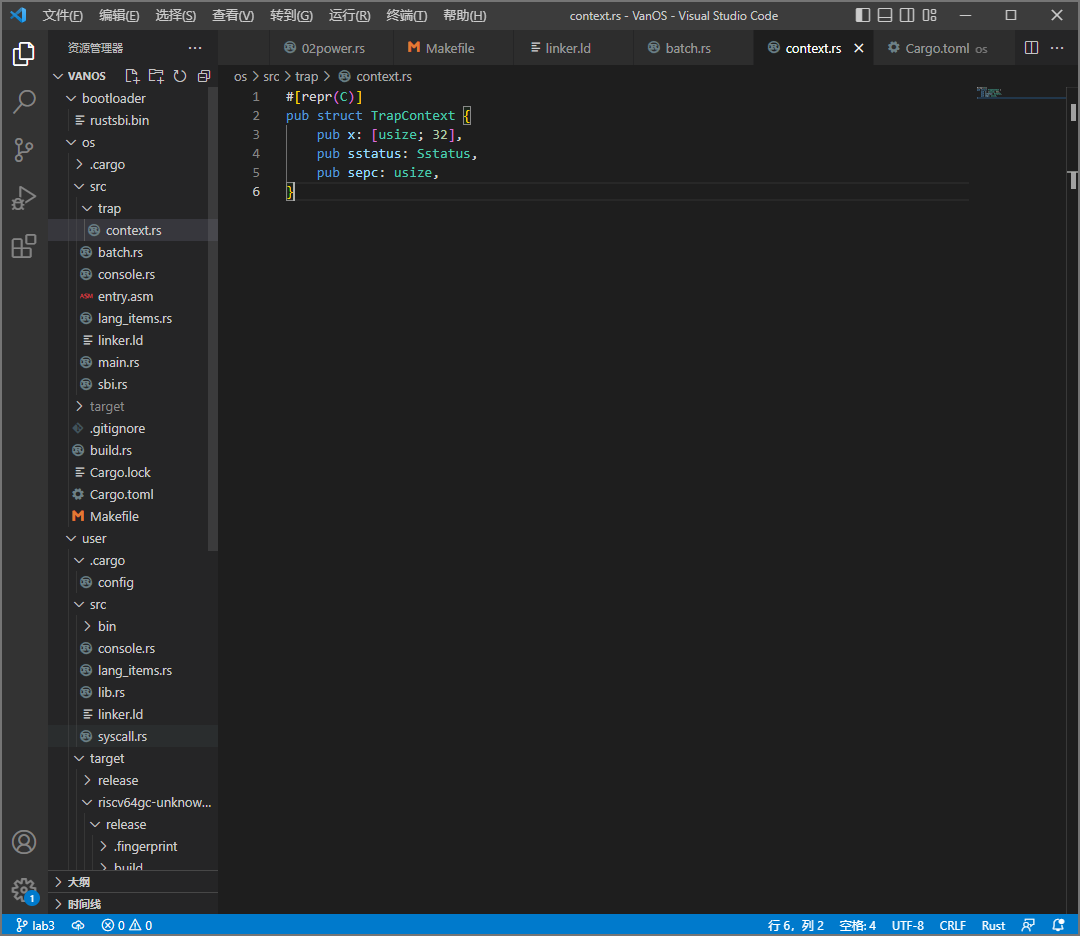 文件(F) 编辑(E) 选择(S) 查看(V) 转到(G) 运行(R) 终端(T) 帮助(H) context.rs - VanOS - Visual Studio Code
资源管理器 ···
02power.rs Makefile linker.ld batch.rs context.rs Cargo.toml os ···
VANOS
os > src > trap > context.rs
bootloader
rustsbi.bin
os
.cargo
src
trap
context.rs
batch.rs
console.rs
ASM entry.asm
lang_items.rs
linker.ld
main.rs
sbi.rs
target
.gitignore
build.rs
Cargo.lock
Cargo.toml
Makefile
user
.cargo
config
src
bin
console.rs
lang_items.rs
lib.rs
linker.ld
syscall.rs
target
release
riscv64gc-unknow...
release
.fingerprint
build
大纲
时间线
1 #[repr(C)]
2 pub struct TrapContext {
3 pub x: [usize; 32],
4 pub sstatus: Sstatus,
5 pub sepc: usize,
6 }
1
lab3 0 0 行 6，列 2 空格: 4 UTF-8 CRLF Rust